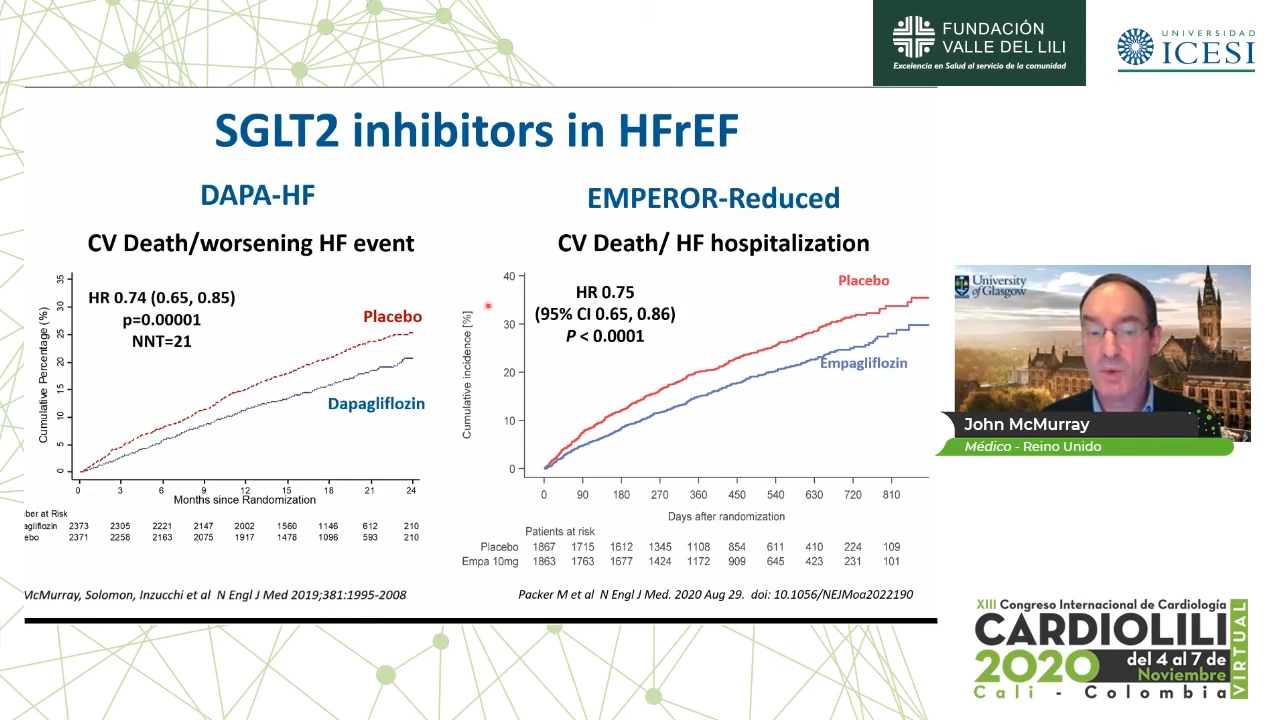 FUNDACIÓN
VALLE DEL LILI
Excelencia en Salud al servicio de la comunidad
UNIVERSIDAD
ICESI
SGLT2 inhibitors in HFrEF
DAPA-HF
CV Death/worsening HF event
HR 0.74 (0.65, 0.85)
p=0.00001
NNT=21
Placebo
Dapagliflozin
Cumulative Percentage (%)
35
30
25
20
15
10
5
0
0 3 6 9 12 15 18 21 24
Months since Randomization
ber at Risk
agliflozin 2373 2305 2221 2147 2002 1560 1146 612 210
ebo 2371 2258 2163 2075 1917 1478 1096 593 210
McMurray, Solomon, Inzucchi et al N Engl J Med 2019;381:1995-2008
EMPEROR-Reduced
CV Death/ HF hospitalization
HR 0.75
(95% CI 0.65, 0.86)
P < 0.0001
Placebo
Empagliflozin
Cumulative incidence [%]
40
30
20
10
0
0 90 180 270 360 450 540 630 720 810
Days after randomization
Patients at risk
Placebo 1867 1715 1612 1345 1108 854 611 410 224 109
Empa 10mg 1863 1763 1677 1424 1172 909 645 423 231 101
Packer M et al N Engl J Med. 2020 Aug 29. doi: 10.1056/NEJMoa2022190
University
of Glasgow
John McMurray
Médico - Reino Unido
XIII Congreso Internacional de Cardiología
CARDIOLILI
2020 del 4 al 7 de
Noviembre
Cali - Colombia
VIRTUAL